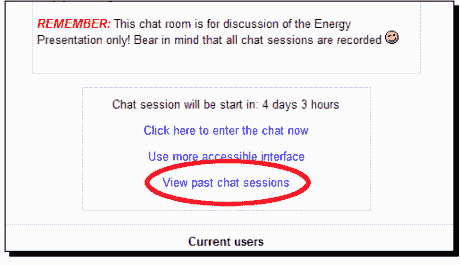 REMEMBER: This chat room is for discussion of the Energy
Presentation only! Bear in mind that all chat sessions are recorded
Chat session will be start in: 4 days 3 hours
Click here to enter the chat now
Use more accessible interface
View past chat sessions
Current users